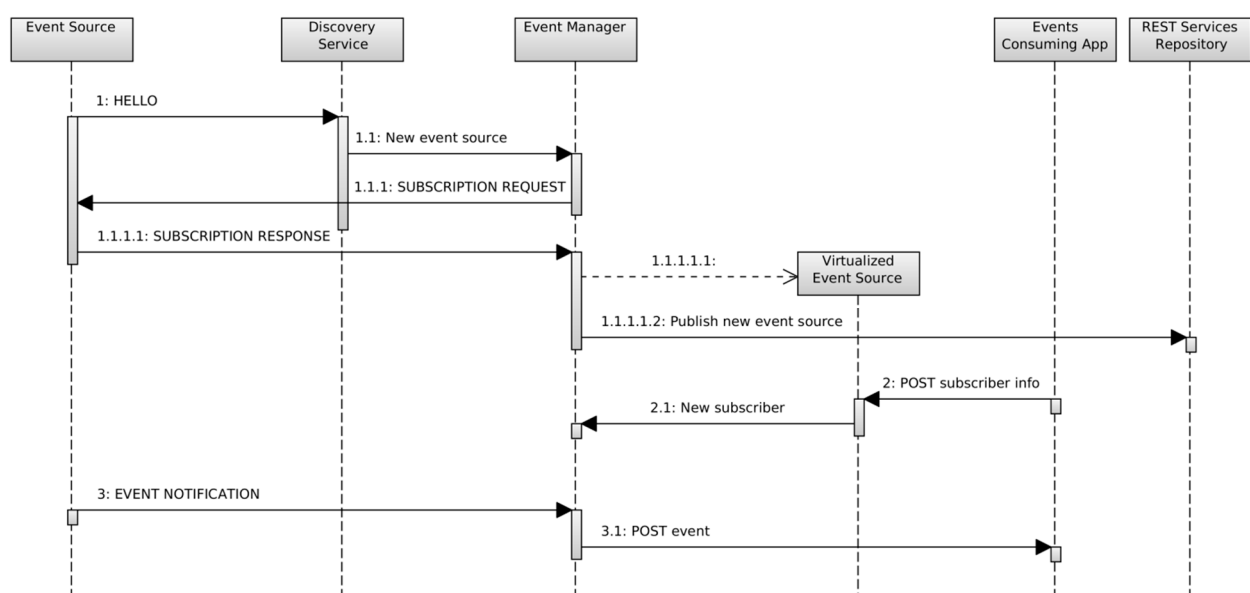 Event Source
Discovery
Service
Event Manager
Events
Consuming App
REST Services
Repository
1: HELLO
1.1: New event source
1.1.1: SUBSCRIPTION REQUEST
1.1.1.1: SUBSCRIPTION RESPONSE
1.1.1.1.1:
Virtualized
Event Source
1.1.1.1.2: Publish new event source
2: POST subscriber info
2.1: New subscriber
3: EVENT NOTIFICATION
3.1: POST event